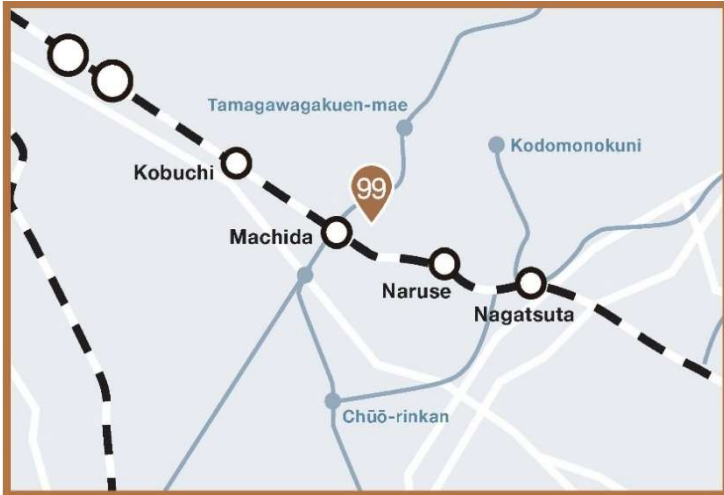 Tamagawagakuen-mae
Kodomonokuni
Kobuchi
99
Machida
Naruse
Nagatsuta
Chūō-rinkan